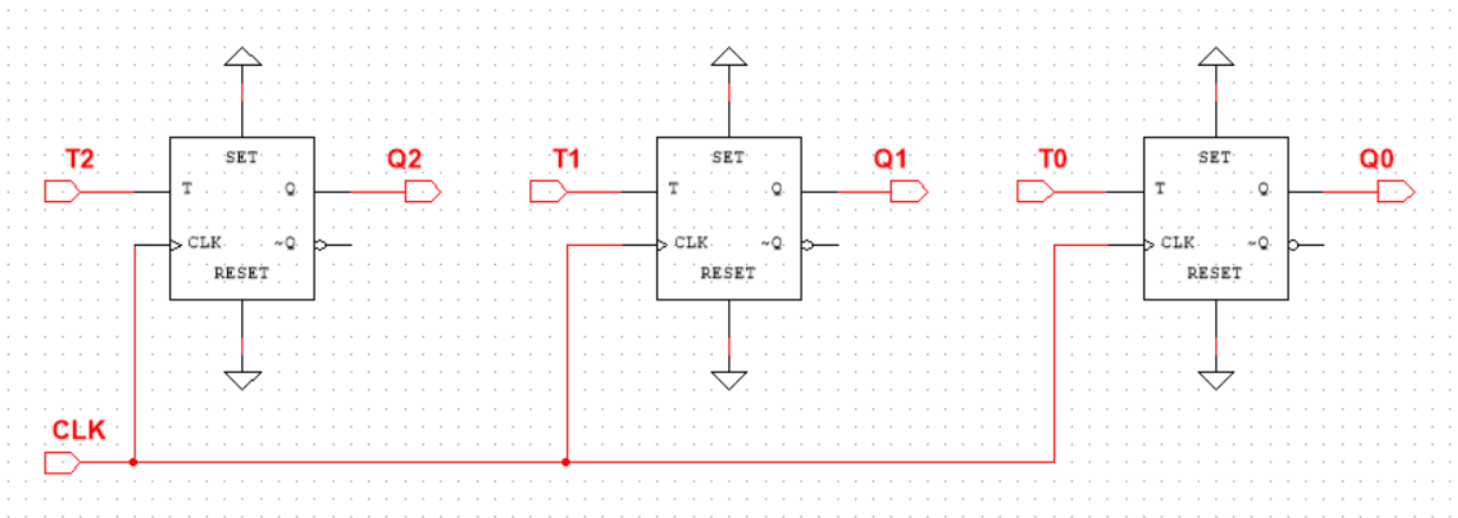 SET SET SET
T2 Q2 T1 Q1 T0 Q0
T Q T Q T Q
CLK ~Q CLK ~Q CLK ~Q
RESET RESET RESET
CLK